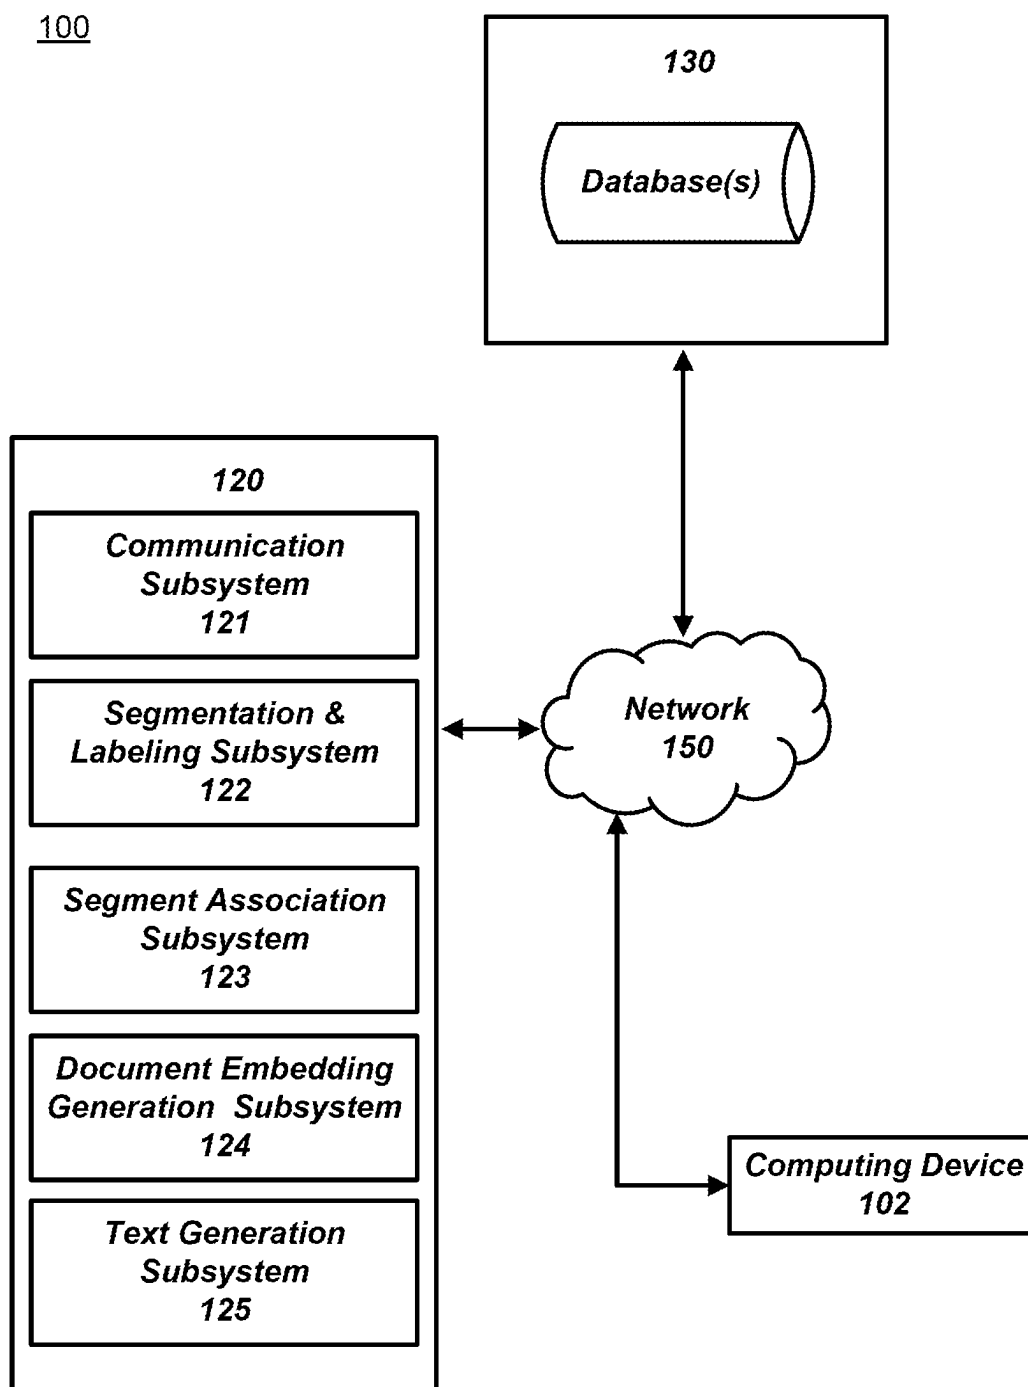 100
130
Database(s)
120
Communication
Subsystem
121
Segmentation &
Labeling Subsystem
122
Network
150
Segment Association
Subsystem
123
Document Embedding
Generation Subsystem
124
Computing Device
102
Text Generation
Subsystem
125